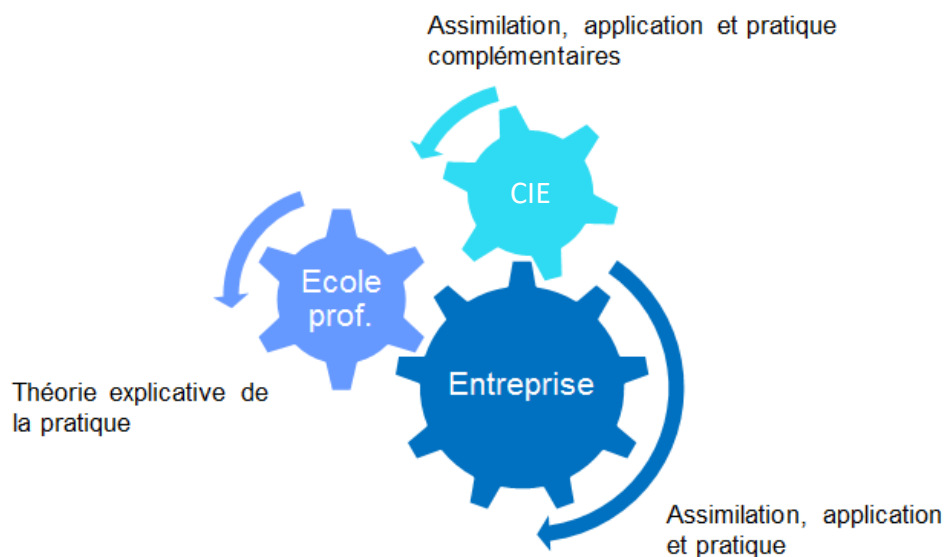 Assimilation, application et pratique
complémentaires
CIE
Ecole
prof.
Entreprise
Théorie explicative de
la pratique
Assimilation, application
et pratique